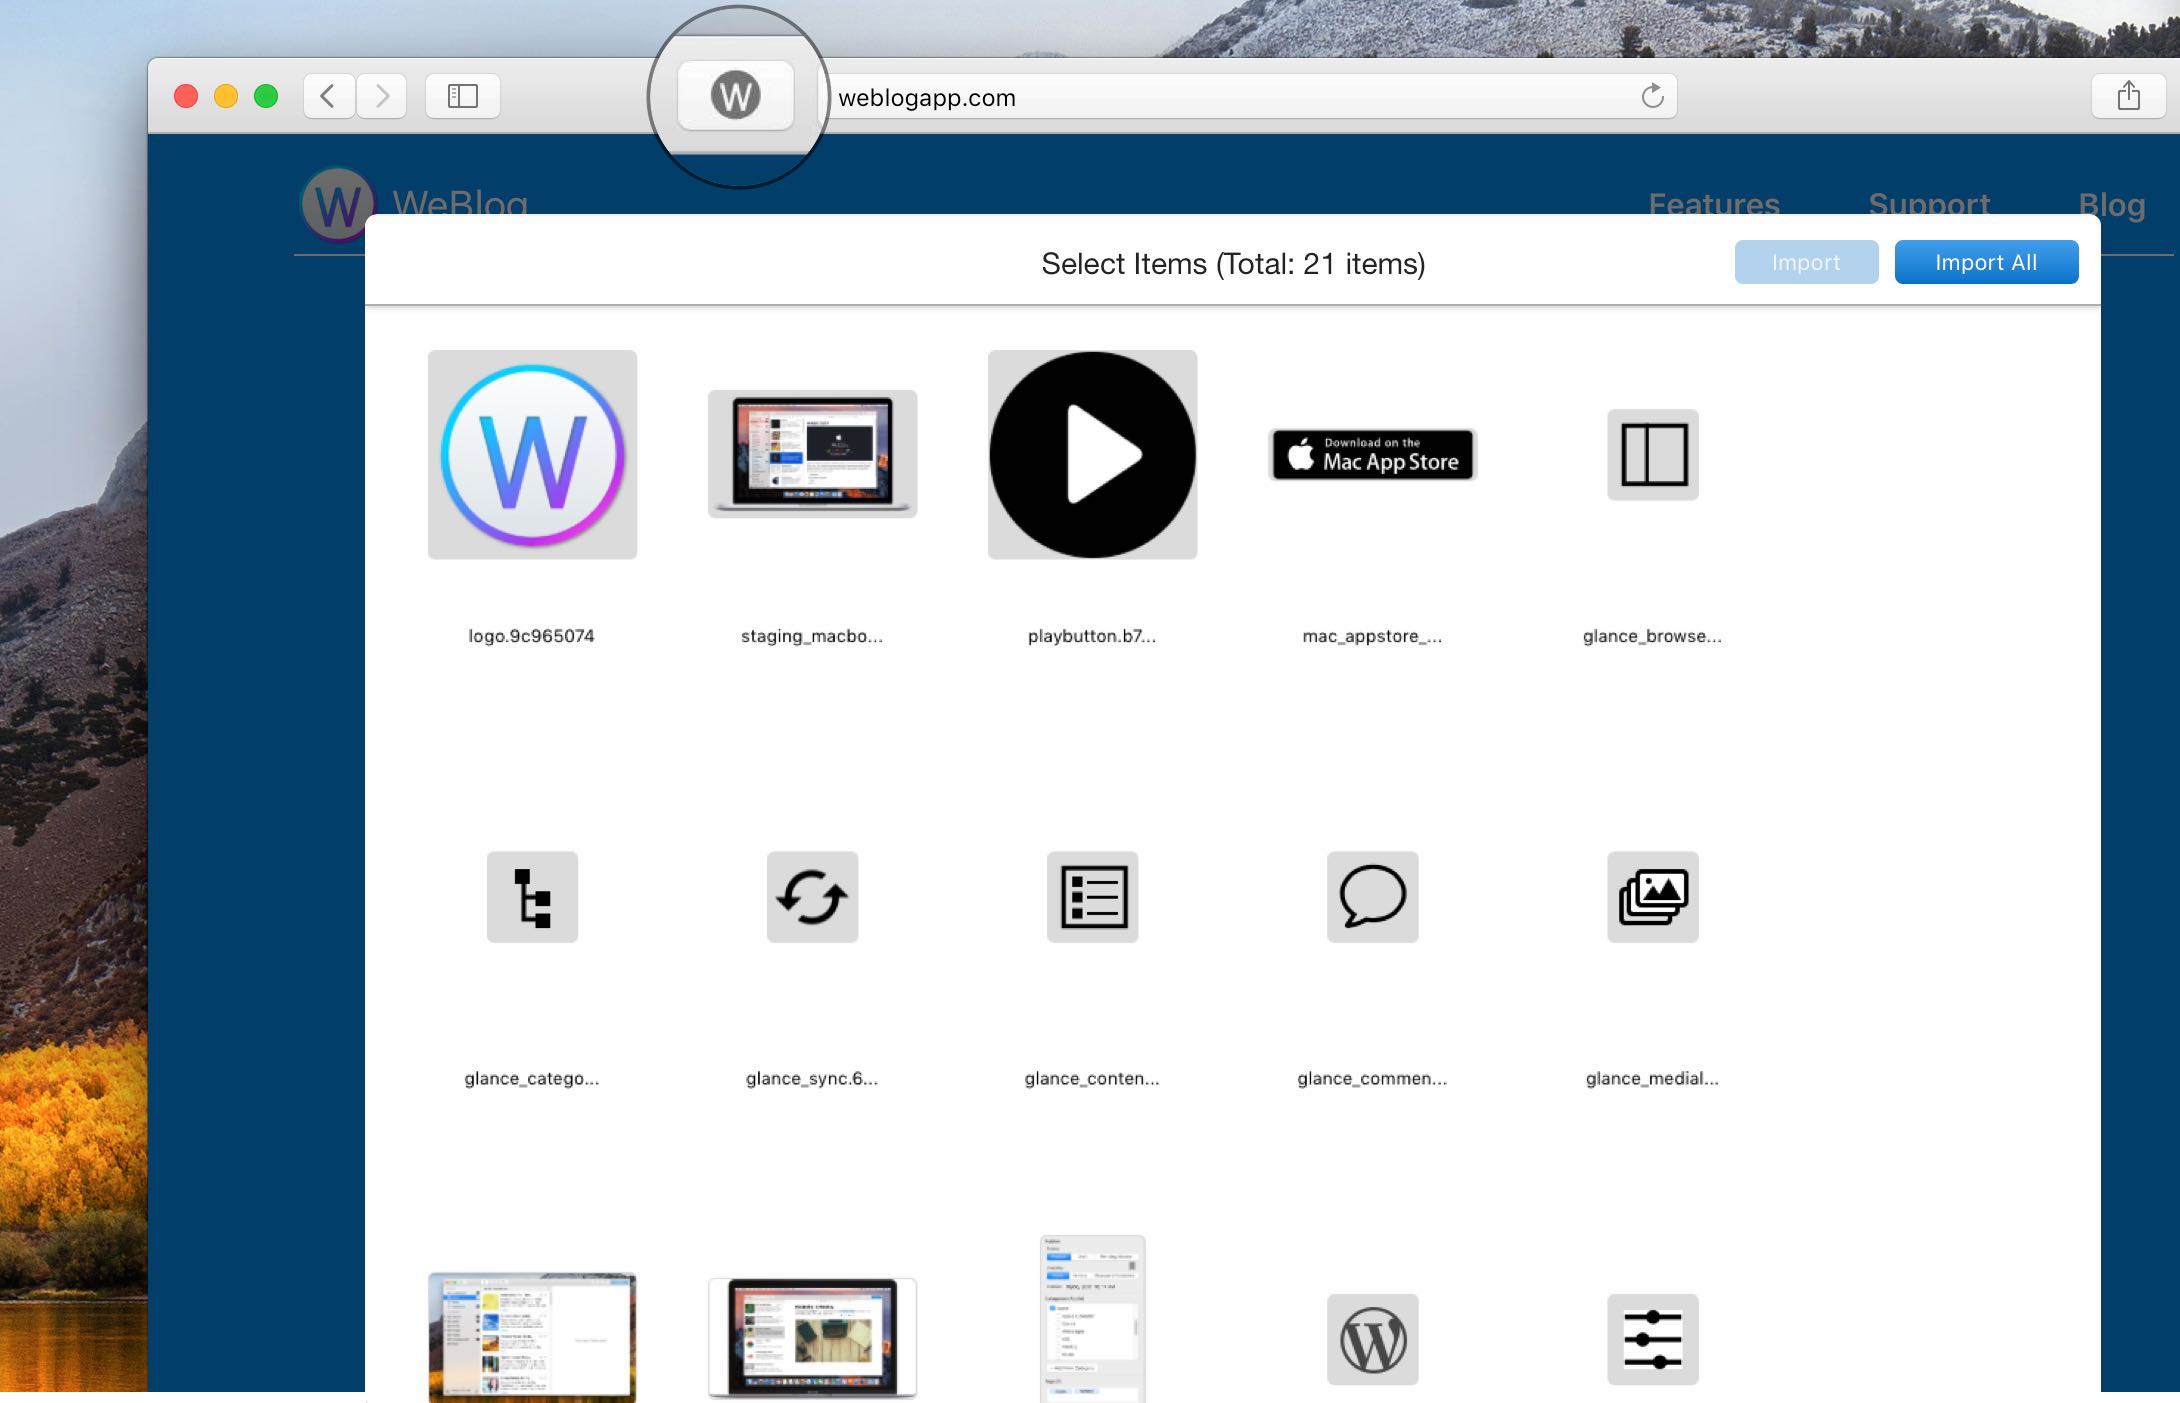 W
weblogapp.com
W WeBlog
Features
Support
Blog
Select Items (Total: 21 items)
Import
Import All
W
Download on the
Mac App Store
logo.9c965074
staging_macbo...
playbutton.b7...
mac_appstore_...
glance_browse...
glance_catego...
glance_sync.6...
glance_conten...
glance_commen...
glance_medial...
W